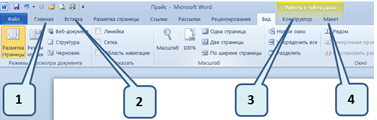 Прайс - Microsoft Word
Работа с таблицами
Файл Главная Вставка Разметка страницы Ссылки Рассылки Рецензирование Вид Конструктор Макет
Веб-документ Линейка Одна страница Новое окно Рядом
Структура Сетка Две страницы Упорядочить все
Разметка страницы Черновик Область навигации Масштаб 100% По ширине страницы Разделить
Режимы просмотра документа Показать Масштаб Окно
1 2 3 4